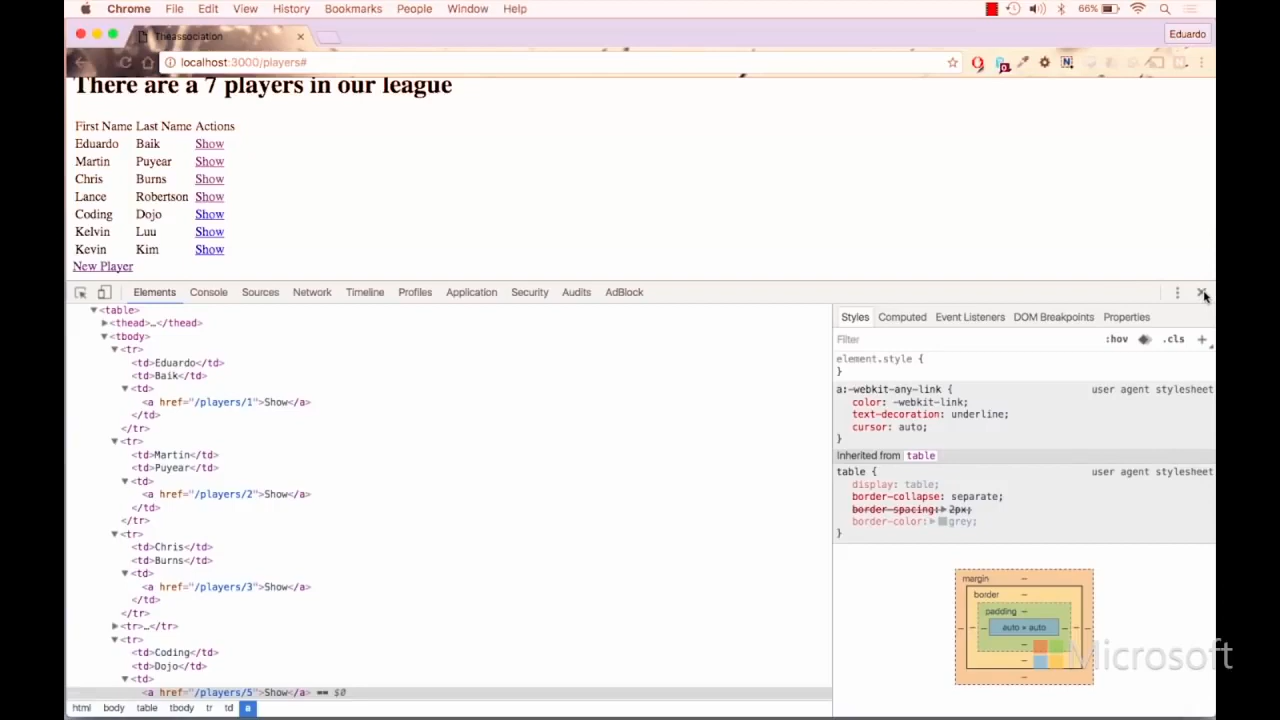 Chrome File Edit View History Bookmarks People Window Help 66%
Theassociation Eduardo
localhost:3000/players#
There are a 7 players in our league
First Name Last Name Actions
Eduardo Baik Show
Martin Puyear Show
Chris Burns Show
Lance Robertson Show
Coding Dojo Show
Kelvin Luu Show
Kevin Kim Show
New Player
Elements Console Sources Network Timeline Profiles Application Security Audits AdBlock
<table>
<thead>…</thead>
<tbody>
<tr>
<td>Eduardo</td>
<td>Baik</td>
<td>
<a href="/players/1">Show</a>
</td>
</tr>
<tr>
<td>Martin</td>
<td>Puyear</td>
<td>
<a href="/players/2">Show</a>
</td>
</tr>
<tr>
<td>Chris</td>
<td>Burns</td>
<td>
<a href="/players/3">Show</a>
</td>
</tr>
<tr>…</tr>
<tr>
<td>Coding</td>
<td>Dojo</td>
<td>
<a href="/players/5">Show</a> == $0
html body table tbody tr td a
Styles Computed Event Listeners DOM Breakpoints Properties
Filter :hov .cls +
element.style {
}
a:-webkit-any-link { user agent stylesheet
color: -webkit-link;
text-decoration: underline;
cursor: auto;
}
Inherited from table
table { user agent stylesheet
display: table;
border-collapse: separate;
border-spacing: 2px;
border-color: grey;
}
margin –
border –
padding –
– – – auto × auto – – –
–
–
–
Microsoft